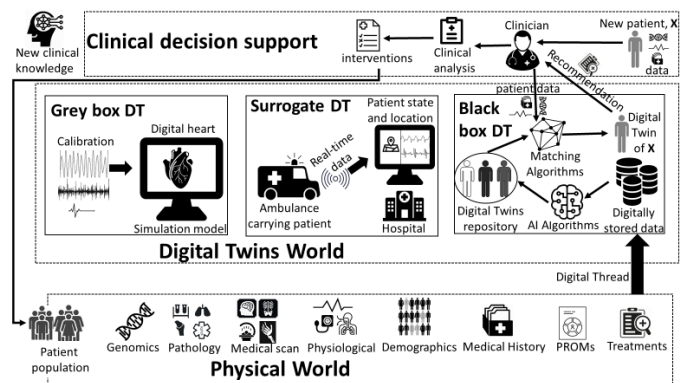 New clinical
knowledge
Clinical decision support
interventions
Clinical
analysis
Clinician
New patient, X
data
patient data
Recommendation
Grey box DT
Calibration
Digital heart
Simulation model
Surrogate DT
Patient state
and location
Real-time
data
Ambulance
carrying patient
Hospital
Black
box DT
Matching
Algorithms
Digital
Twin
of X
Digital Twins
repository
AI Algorithms
Digitally
stored data
Digital Twins World
Digital Thread
Patient
population
Genomics
Pathology
Medical scan
Physiological
Demographics
Medical History
PROMs
Treatments
Physical World